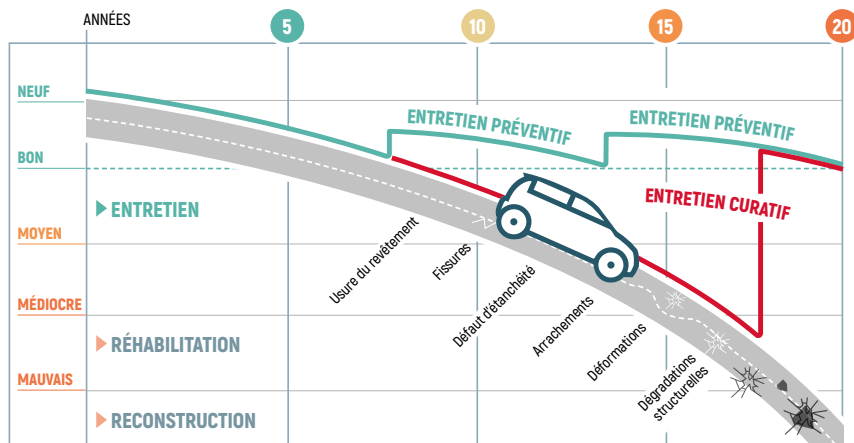 ANNÉES
5
10
15
20
NEUF
ENTRETIEN PRÉVENTIF
ENTRETIEN PRÉVENTIF
BON
ENTRETIEN
ENTRETIEN CURATIF
MOYEN
Usure du revêtement
Fissures
Défaut d'étanchéité
Arrachements
Déformations
Dégradations
structurelles
MÉDIOCRE
RÉHABILITATION
MAUVAIS
RECONSTRUCTION